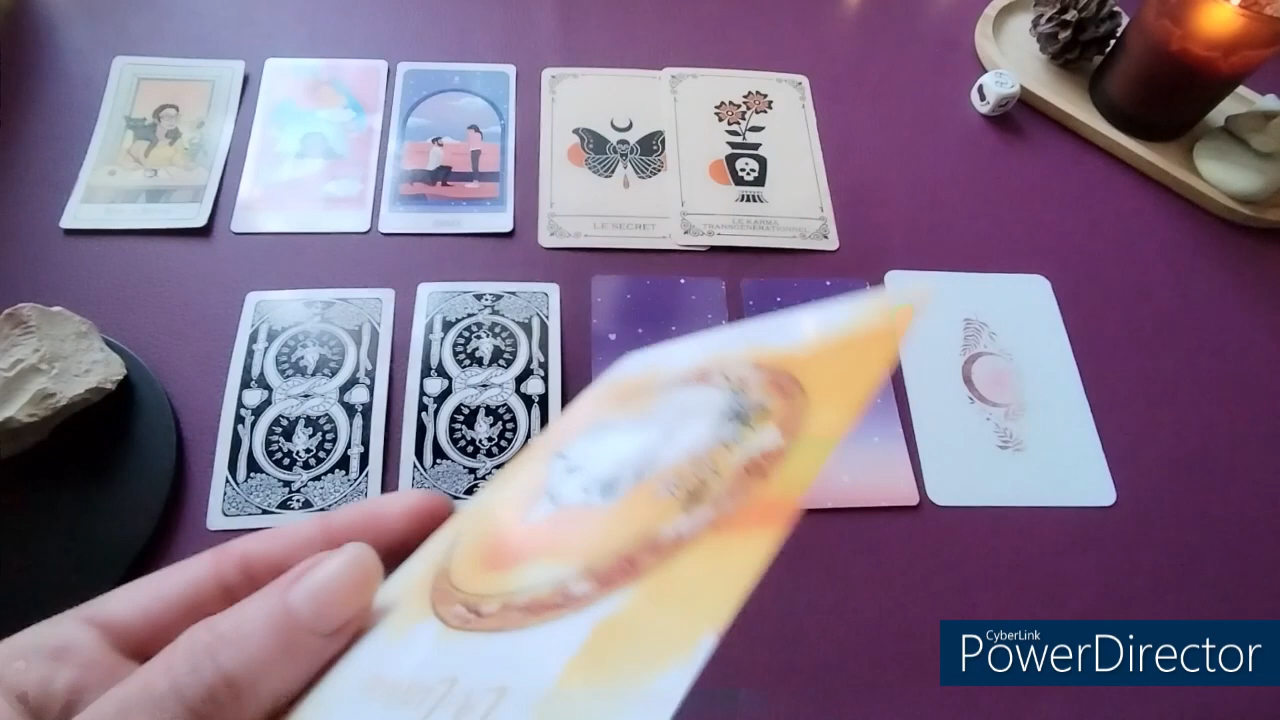 LE SECRET
LE KARMA
TRANSGÉNÉRATIONNEL
CyberLink
PowerDirector